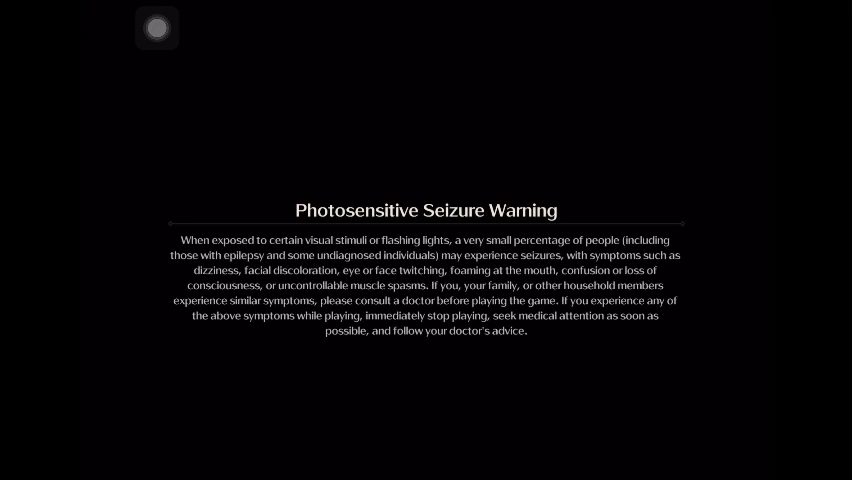 Photosensitive Seizure Warning
When exposed to certain visual stimuli or flashing lights, a very small percentage of people (including
those with epilepsy and some undiagnosed individuals) may experience seizures, with symptoms such as
dizziness, facial discoloration, eye or face twitching, foaming at the mouth, confusion or loss of
consciousness, or uncontrollable muscle spasms. If you, your family, or other household members
experience similar symptoms, please consult a doctor before playing the game. If you experience any of
the above symptoms while playing, immediately stop playing, seek medical attention as soon as
possible, and follow your doctor's advice.